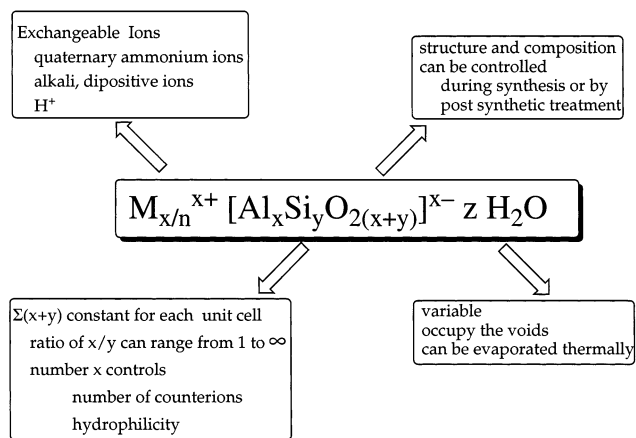 Exchangeable Ions
quaternary ammonium ions
alkali, dipositive ions
H⁺
structure and composition
can be controlled
during synthesis or by
post synthetic treatment
Mₓ/ₙˣ⁺ [AlₓSiᵧO₂₍ₓ₊ᵧ₎]ˣ⁻ z H₂O
Σ(x+y) constant for each unit cell
ratio of x/y can range from 1 to ∞
number x controls
number of counterions
hydrophilicity
variable
occupy the voids
can be evaporated thermally